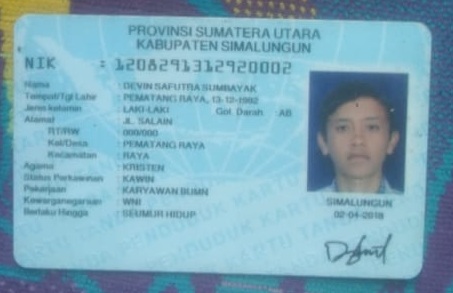 PROVINSI SUMATERA UTARA
KABUPATEN SIMALUNGUN
NIK : 1208291312920002
Nama : DEVIN SAFUTRA SUMBAYAK
Tempat/Tgl Lahir : PEMATANG RAYA, 13-12-1992
Jenis kelamin : LAKI-LAKI Gol. Darah : AB
Alamat : JL. SALAIN
RT/RW : 000/000
Kel/Desa : PEMATANG RAYA
Kecamatan : RAYA
Agama : KRISTEN
Status Perkawinan : KAWIN
Pekerjaan : KARYAWAN BUMN
Kewarganegaraan : WNI
Berlaku Hingga : SEUMUR HIDUP
SIMALUNGUN
02-04-2018